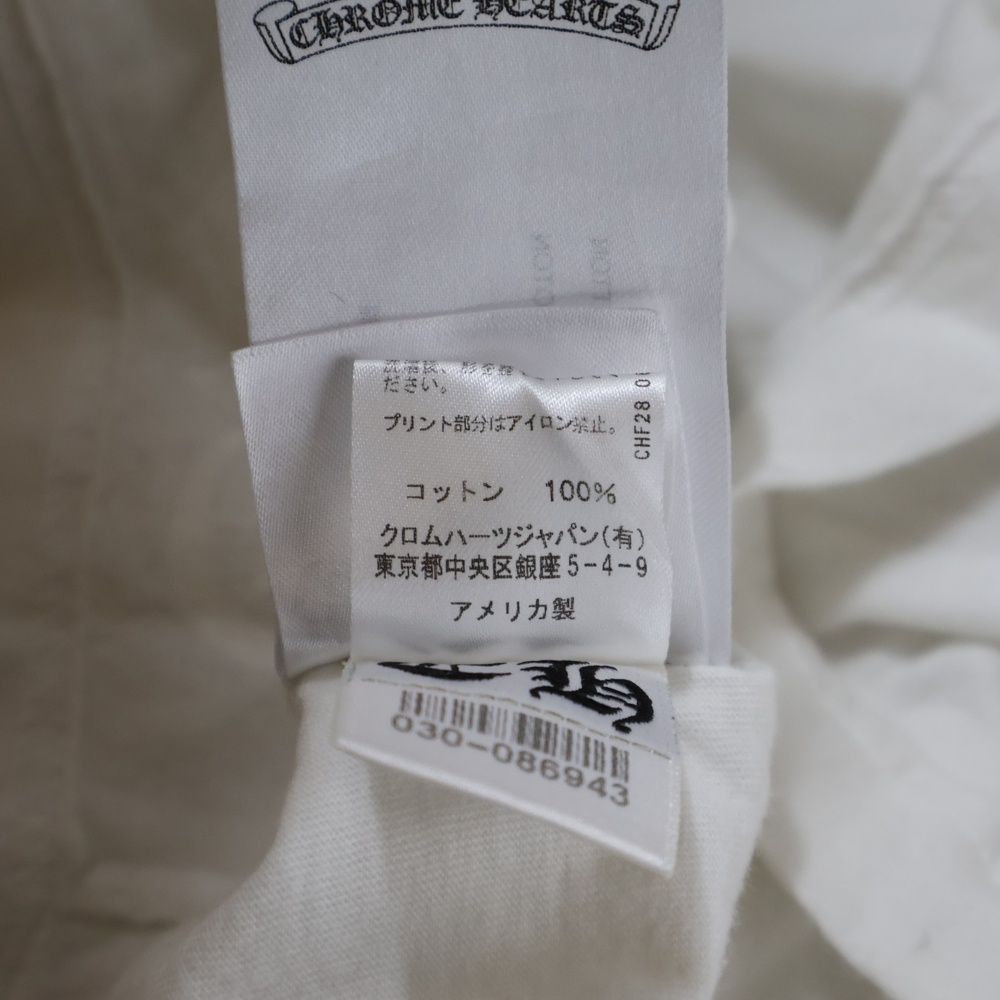 CHROME HEARTS
ださい。
プリント部分はアイロン禁止。
CHF28
コットン 100%
クロムハーツジャパン(有)
東京都中央区銀座5-4-9
アメリカ製
030-086943